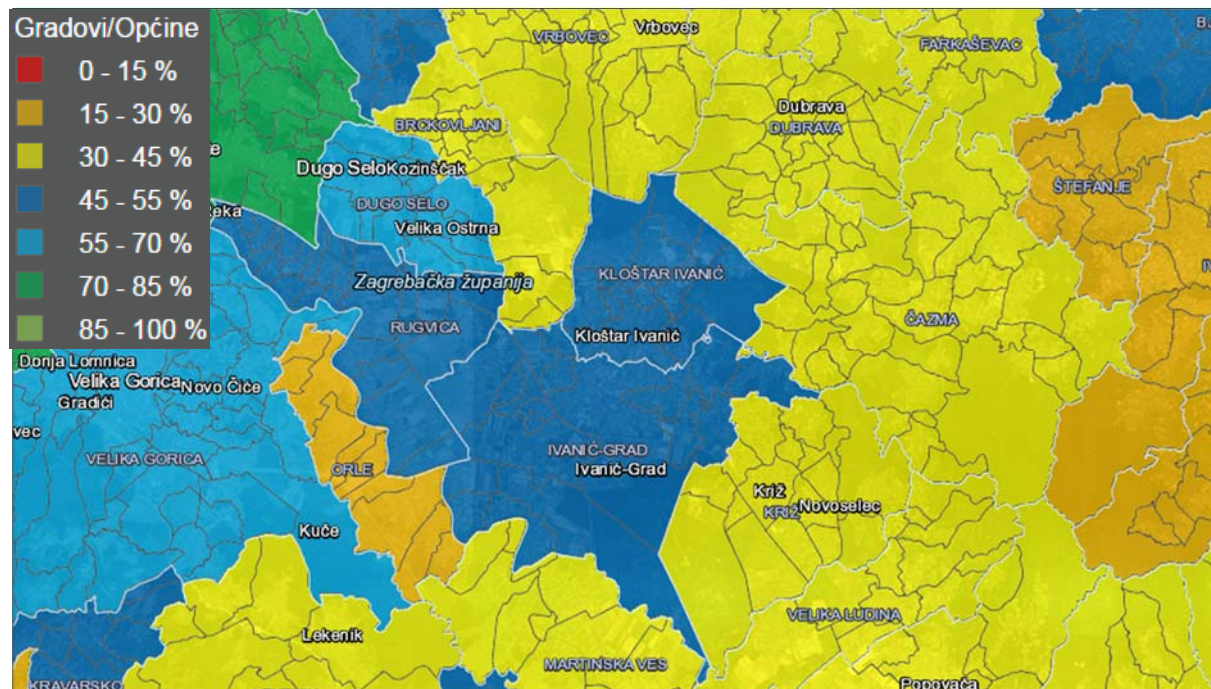 Gradovi/Općine
0 - 15 %
15 - 30 %
30 - 45 %
45 - 55 %
55 - 70 %
70 - 85 %
85 - 100 %
VRBOVEC
Vrbovec
FARKAŠEVAC
BRCKOVLJANI
Dubrava
DUBRAVA
Dugo Selo
Kozinščak
DUGO SELO
Velika Ostrna
ŠTEFANJE
Zagrebačka županija
KLOŠTAR IVANIĆ
RUGVICA
Kloštar Ivanić
ČAZMA
Donja Lomnica
Velika Gorica
Novo Čiče
Gradići
VELIKA GORICA
ORLE
IVANIĆ-GRAD
Ivanić-Grad
Križ
KRIŽ
Novoselec
Kuče
VELIKA LUDINA
Lekenik
MARTINSKA VES
KRAVARSKO
Popovača